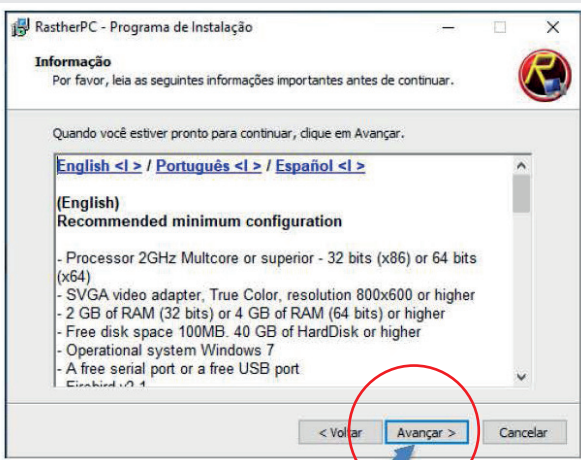 RastherPC - Programa de Instalação
Informação
Por favor, leia as seguintes informações importantes antes de continuar.
Quando você estiver pronto para continuar, clique em Avançar.
English <I > / Português <I > / Español <I >
(English)
Recommended minimum configuration
- Processor 2GHz Multcore or superior - 32 bits (x86) or 64 bits
(x64)
- SVGA video adapter, True Color, resolution 800x600 or higher
- 2 GB of RAM (32 bits) or 4 GB of RAM (64 bits) or higher
- Free disk space 100MB. 40 GB of HardDisk or higher
- Operational system Windows 7
- A free serial port or a free USB port
- Firebird v2.1
< Voltar Avançar > Cancelar